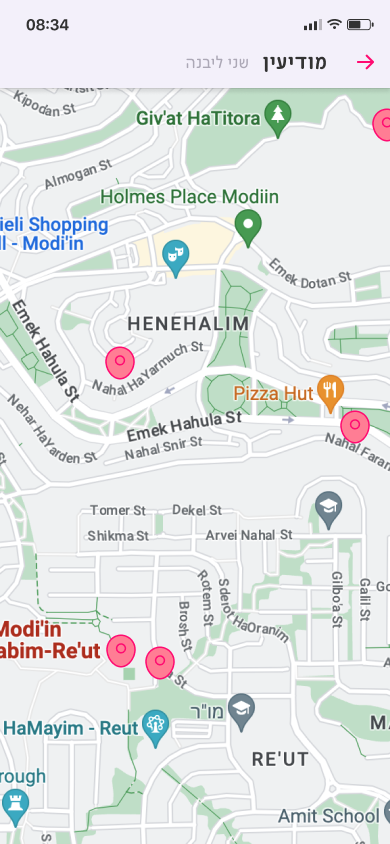 08:34
מודיעין שני ליבנה
Kipodan St
Giv'at HaTitora
Almogan St
Holmes Place Modiin
ieli Shopping
ll - Modi'in
Emek Dotan St
Emek Hahula St
HENEHALIM
Nahal HaYarmuch St
Pizza Hut
Nehar HaYarden St
Emek Hahula St
Nahal Snir St
Nahal Faran
Tomer St
Dekel St
Shikma St
Arvei Nahal St
Rotem St
Sderot HaOranim
Brosh St
Gilbo'a St
Galil St
Modi'in
abim-Re'ut
St
מו"ר
HaMayim - Reut
RE'UT
rough
Amit School